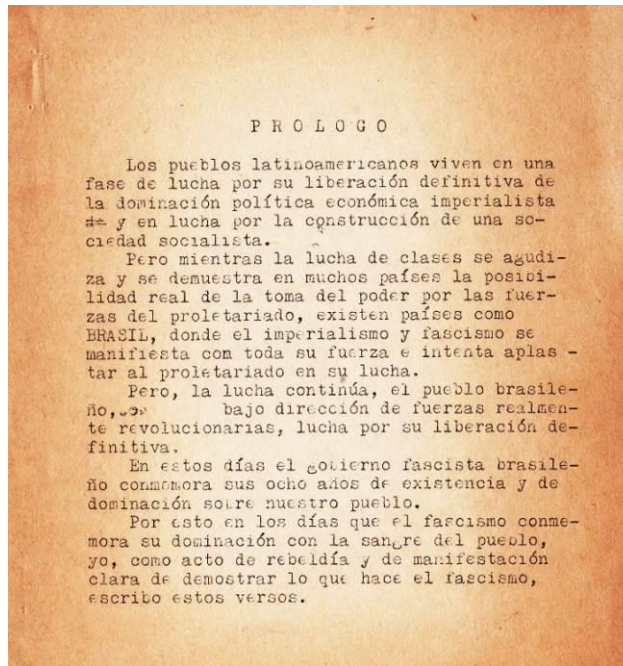 P R O L O G O
Los pueblos latinoamericanos viven en una
fase de lucha por su liberación definitiva de
la dominación política económica imperialista
y en lucha por la construcción de una so-
ciedad socialista.
Pero mientras la lucha de clases se agudi-
za y se demuestra en muchos países la posibi-
lidad real de la toma del poder por las fuer-
zas del proletariado, existen países como
BRASIL, donde el imperialismo y fascismo se
manifiesta con toda su fuerza e intenta aplas -
tar al proletariado en su lucha.
Pero, la lucha continúa, el pueblo brasile-
ño, bajo dirección de fuerzas realmen-
te revolucionarias, lucha por su liberación de-
finitiva.
En estos días el gobierno fascista brasile-
ño conmemora sus ocho años de existencia y de
dominación sobre nuestro pueblo.
Por esto en los días que el fascismo conme-
mora su dominación con la sangre del pueblo,
yo, como acto de rebeldía y de manifestación
clara de demostrar lo que hace el fascismo,
escribo estos versos.